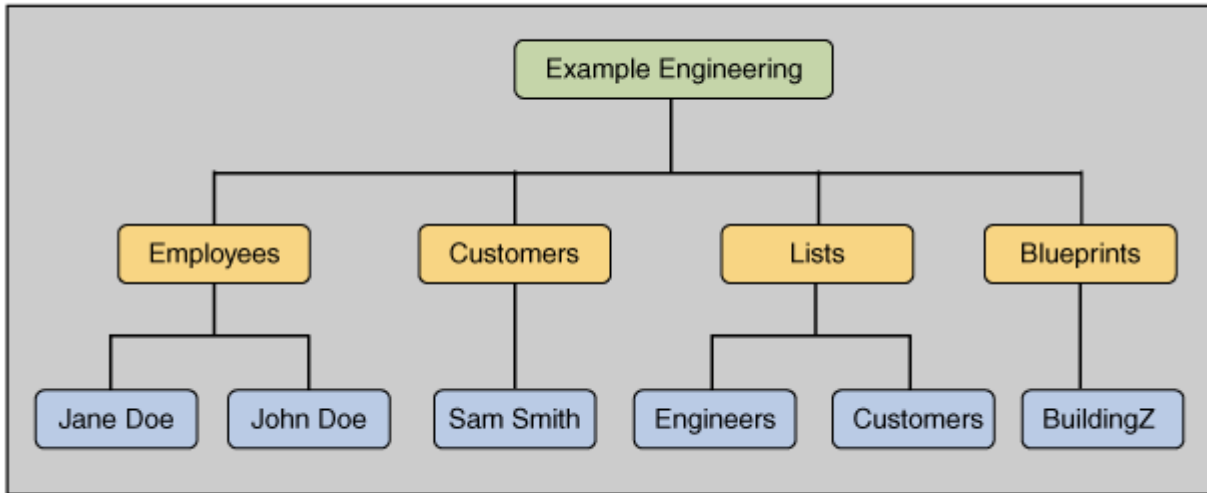 Example Engineering
Employees
Customers
Lists
Blueprints
Jane Doe
John Doe
Sam Smith
Engineers
Customers
BuildingZ